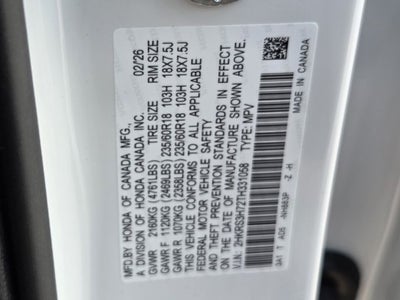 MFD. BY HONDA OF CANADA MFG., 02/26
A DIVISION OF HONDA CANADA INC.
TIRE SIZE RIM SIZE
GVWR 2160KG (4761LBS)
GAWR F 1120KG (2469LBS) 235/60R18 103H 18X7.5J
GAWR R 1070KG (2358LBS) 235/60R18 103H 18X7.5J
THIS VEHICLE CONFORMS TO ALL APPLICABLE
FEDERAL MOTOR VEHICLE SAFETY
AND THEFT PREVENTION STANDARDS IN EFFECT
ON THE DATE OF MANUFACTURE SHOWN ABOVE.
V.I.N.: 2HKRS3H72TH331058 TYPE: MPV
-NH883P -Z -H
MADE IN CANADA